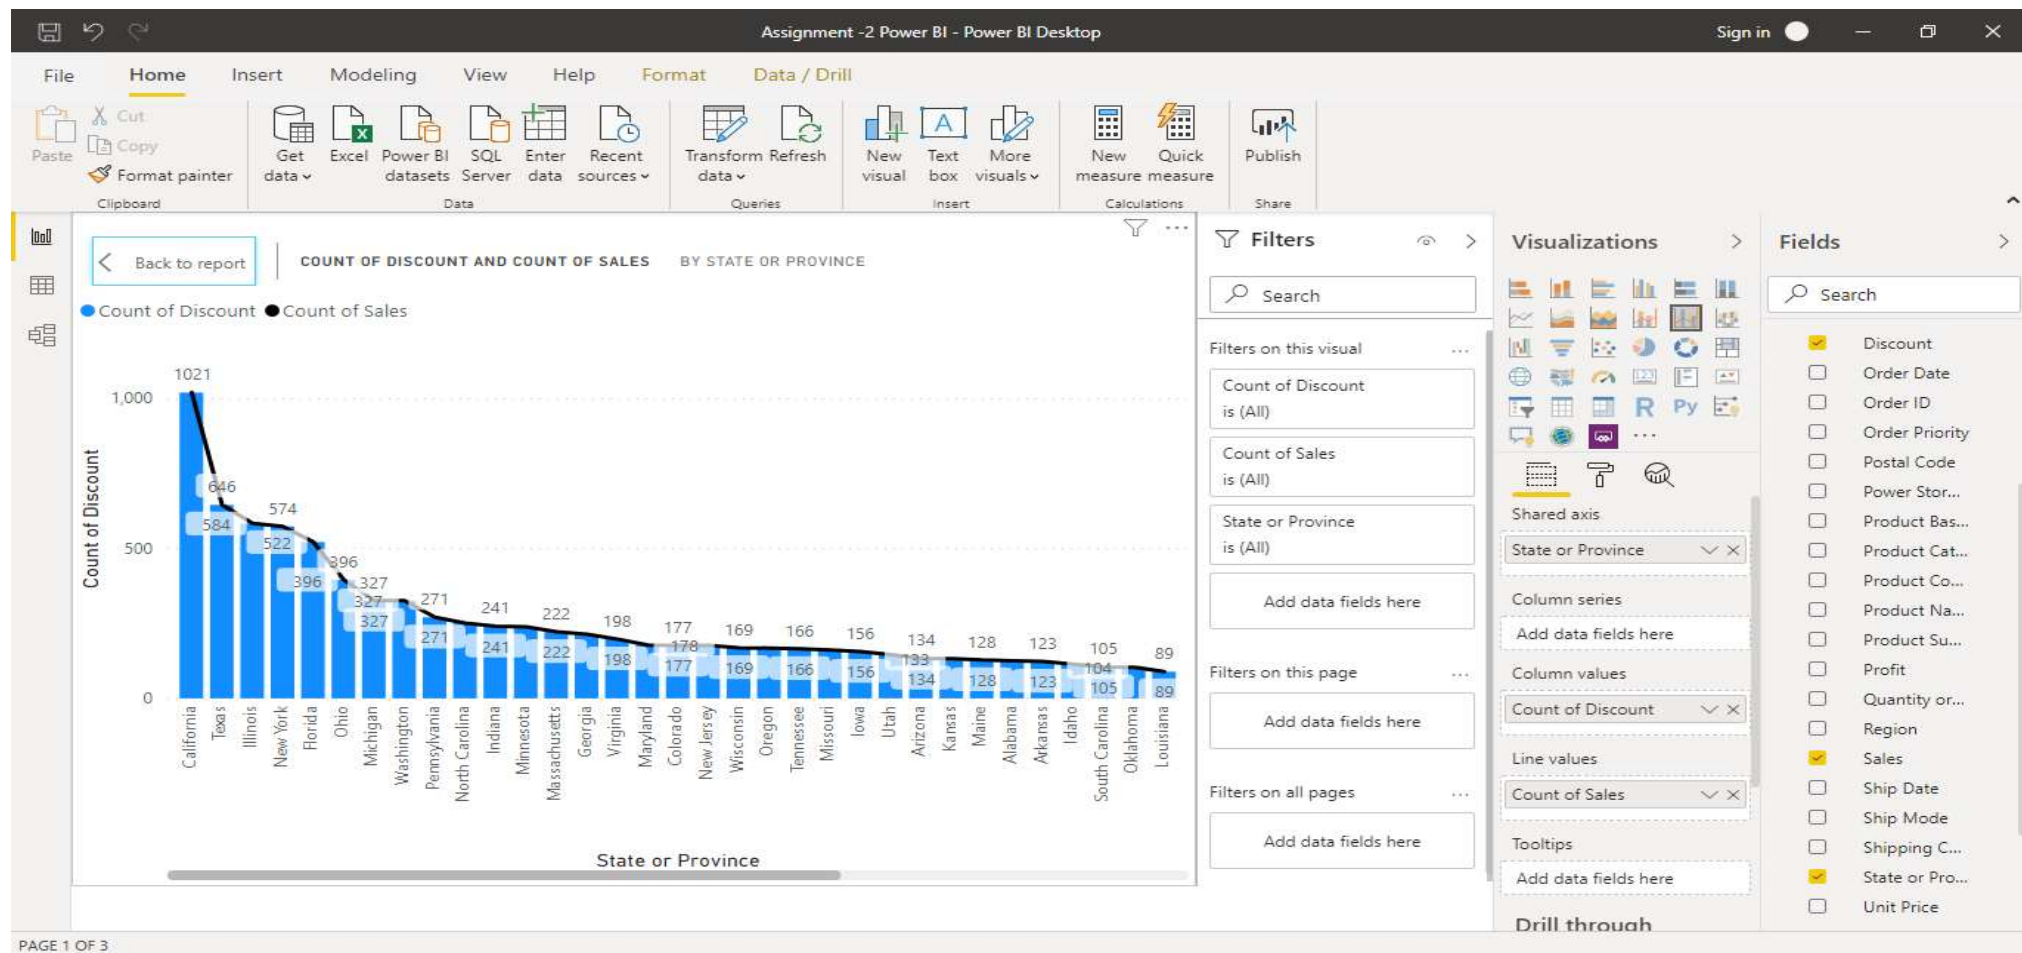 Assignment -2 Power BI - Power BI Desktop
Sign in
File Home Insert Modeling View Help Format Data / Drill
Paste
Cut
Copy
Format painter
Clipboard
Get data
Excel
Power BI datasets
SQL Server
Enter data
Recent sources
Data
Transform data
Refresh
Queries
New visual
Text box
More visuals
Insert
New measure
Quick measure
Calculations
Publish
Share
Back to report
COUNT OF DISCOUNT AND COUNT OF SALES BY STATE OR PROVINCE
Count of Discount Count of Sales
Count of Discount
1,000
500
0
1021
646
584
574
522
396
396
327
327
327
271
271
241
241
222
222
198
198
177
178
177
169
169
166
166
156
156
134
133
134
128
128
123
123
105
104
105
89
89
California
Texas
Illinois
New York
Florida
Ohio
Michigan
Washington
Pennsylvania
North Carolina
Indiana
Minnesota
Massachusetts
Georgia
Virginia
Maryland
Colorado
New Jersey
Wisconsin
Oregon
Tennessee
Missouri
Iowa
Utah
Arizona
Kansas
Maine
Alabama
Arkansas
Idaho
South Carolina
Oklahoma
Louisiana
State or Province
Filters
Search
Filters on this visual
Count of Discount
is (All)
Count of Sales
is (All)
State or Province
is (All)
Add data fields here
Filters on this page
Add data fields here
Filters on all pages
Add data fields here
Visualizations
123
R Py
Shared axis
State or Province
Column series
Add data fields here
Column values
Count of Discount
Line values
Count of Sales
Tooltips
Add data fields here
Drill through
Fields
Search
Discount
Order Date
Order ID
Order Priority
Postal Code
Power Stor...
Product Bas...
Product Cat...
Product Co...
Product Na...
Product Su...
Profit
Quantity or...
Region
Sales
Ship Date
Ship Mode
Shipping C...
State or Pro...
Unit Price
PAGE 1 OF 3